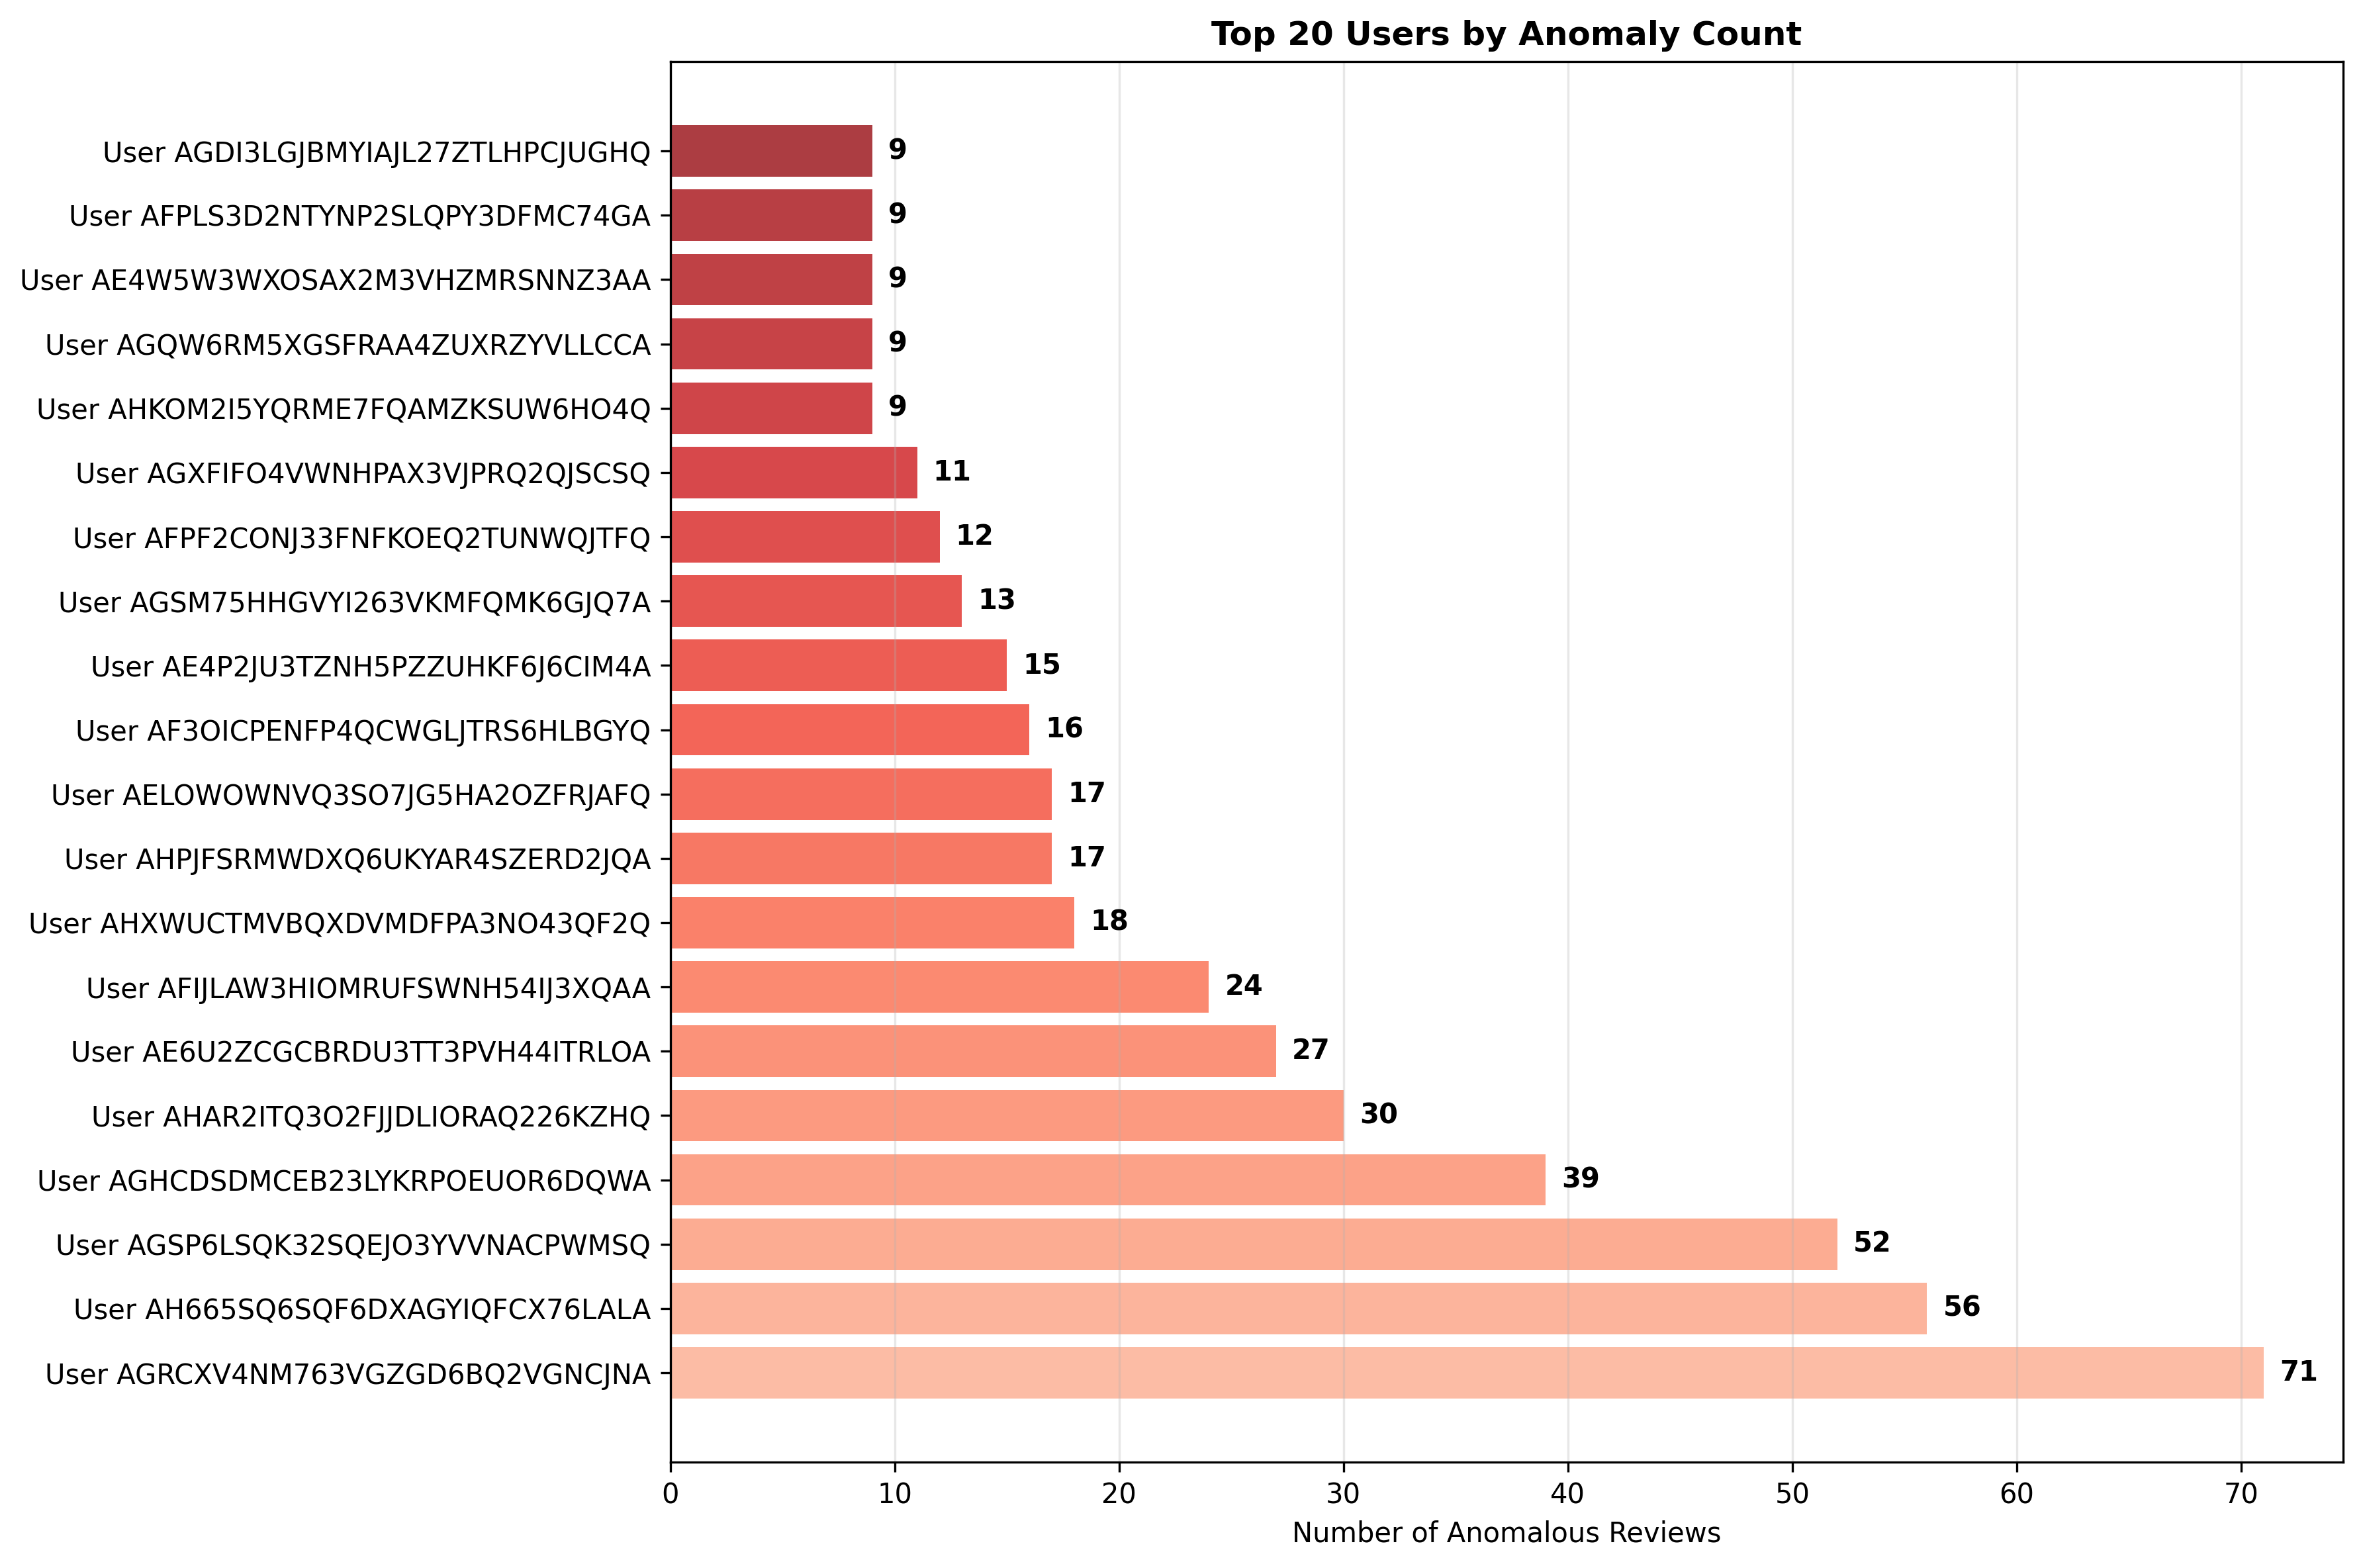 Top 20 Users by Anomaly Count
User AGDI3LGJBMYIAJL27ZTLHPCJUGHQ 9
User AFPLS3D2NTYNP2SLQPY3DFMC74GA 9
User AE4W5W3WXOSAX2M3VHZMRSNNZ3AA 9
User AGQW6RM5XGSFRAA4ZUXRZYVLLCCA 9
User AHKOM2I5YQRME7FQAMZKSUW6HO4Q 9
User AGXFIFO4VWNHPAX3VJPRQ2QJSCSQ 11
User AFPF2CONJ33FNFKOEQ2TUNWQJTFQ 12
User AGSM75HHGVYI263VKMFQMK6GJQ7A 13
User AE4P2JU3TZNH5PZZUHKF6J6CIM4A 15
User AF3OICPENFP4QCWGLJTRS6HLBGYQ 16
User AELOWOWNVQ3SO7JG5HA2OZFRJAFQ 17
User AHPJFSRMWDXQ6UKYAR4SZERD2JQA 17
User AHXWUCTMVBQXDVMDFPA3NO43QF2Q 18
User AFIJLAW3HIOMRUFSWNH54IJ3XQAA 24
User AE6U2ZCGCBRDU3TT3PVH44ITRLOA 27
User AHAR2ITQ3O2FJJDLIORAQ226KZHQ 30
User AGHCDSDMCEB23LYKRPOEUOR6DQWA 39
User AGSP6LSQK32SQEJO3YVVNACPWMSQ 52
User AH665SQ6SQF6DXAGYIQFCX76LALA 56
User AGRCXV4NM763VGZGD6BQ2VGNCJNA 71
0 10 20 30 40 50 60 70
Number of Anomalous Reviews